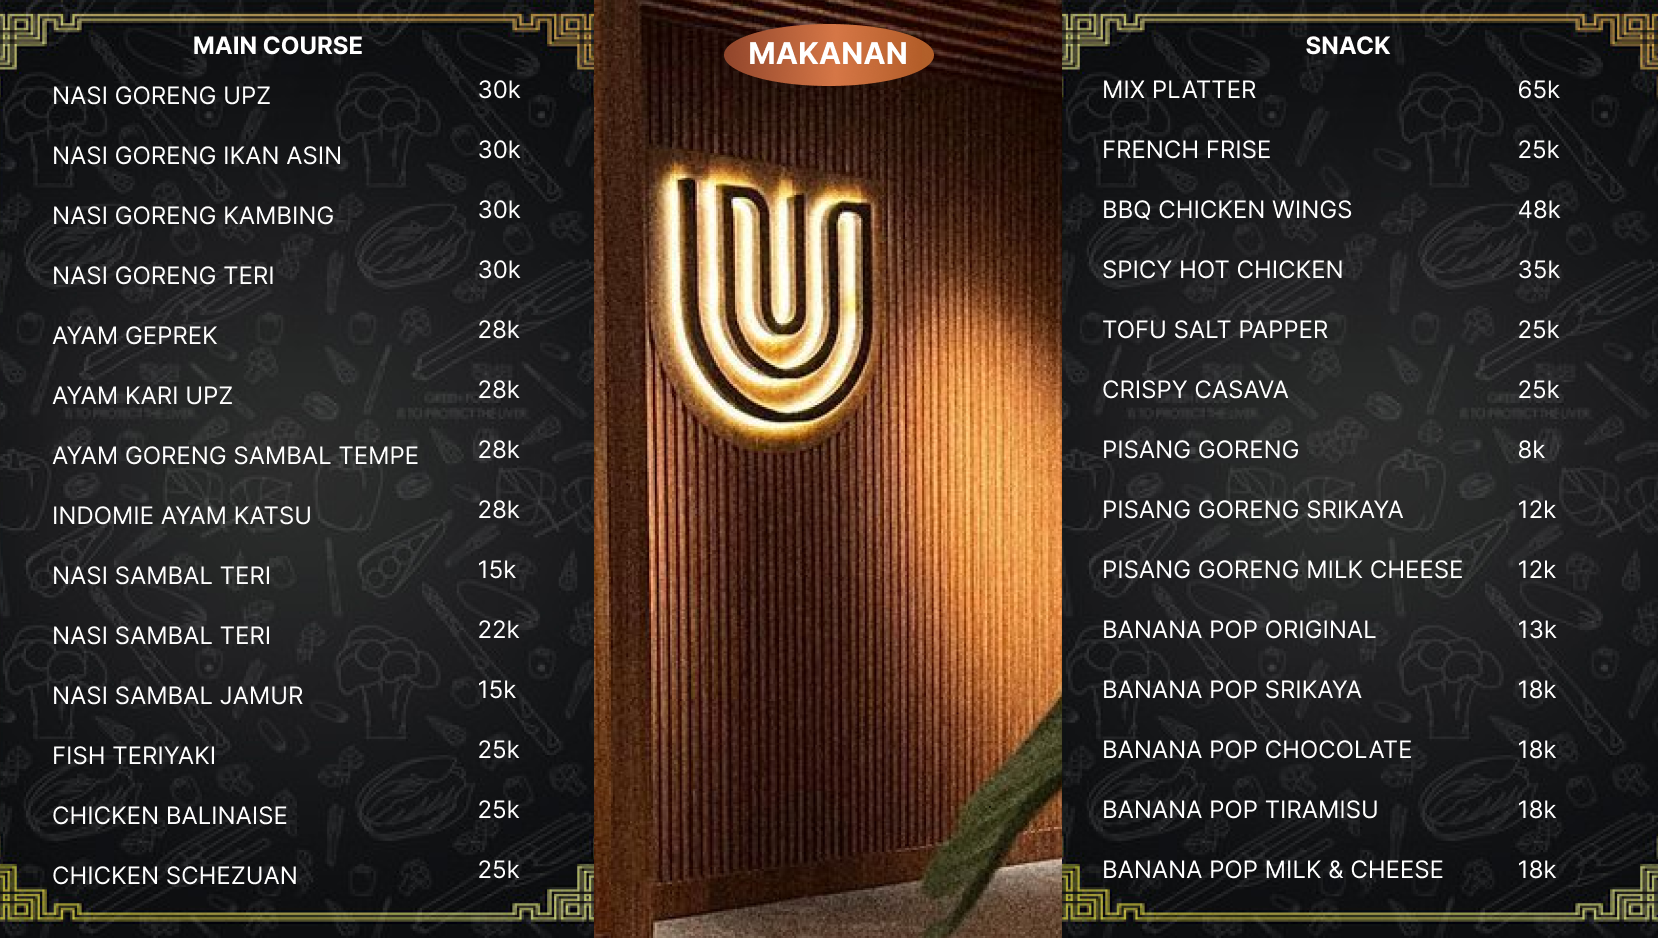 MAIN COURSE
NASI GORENG UPZ 30k
NASI GORENG IKAN ASIN 30k
NASI GORENG KAMBING 30k
NASI GORENG TERI 30k
AYAM GEPREK 28k
AYAM KARI UPZ 28k
AYAM GORENG SAMBAL TEMPE 28k
INDOMIE AYAM KATSU 28k
NASI SAMBAL TERI 15k
NASI SAMBAL TERI 22k
NASI SAMBAL JAMUR 15k
FISH TERIYAKI 25k
CHICKEN BALINAISE 25k
CHICKEN SCHEZUAN 25k
MAKANAN
SNACK
MIX PLATTER 65k
FRENCH FRISE 25k
BBQ CHICKEN WINGS 48k
SPICY HOT CHICKEN 35k
TOFU SALT PAPPER 25k
CRISPY CASAVA 25k
PISANG GORENG 8k
PISANG GORENG SRIKAYA 12k
PISANG GORENG MILK CHEESE 12k
BANANA POP ORIGINAL 13k
BANANA POP SRIKAYA 18k
BANANA POP CHOCOLATE 18k
BANANA POP TIRAMISU 18k
BANANA POP MILK & CHEESE 18k